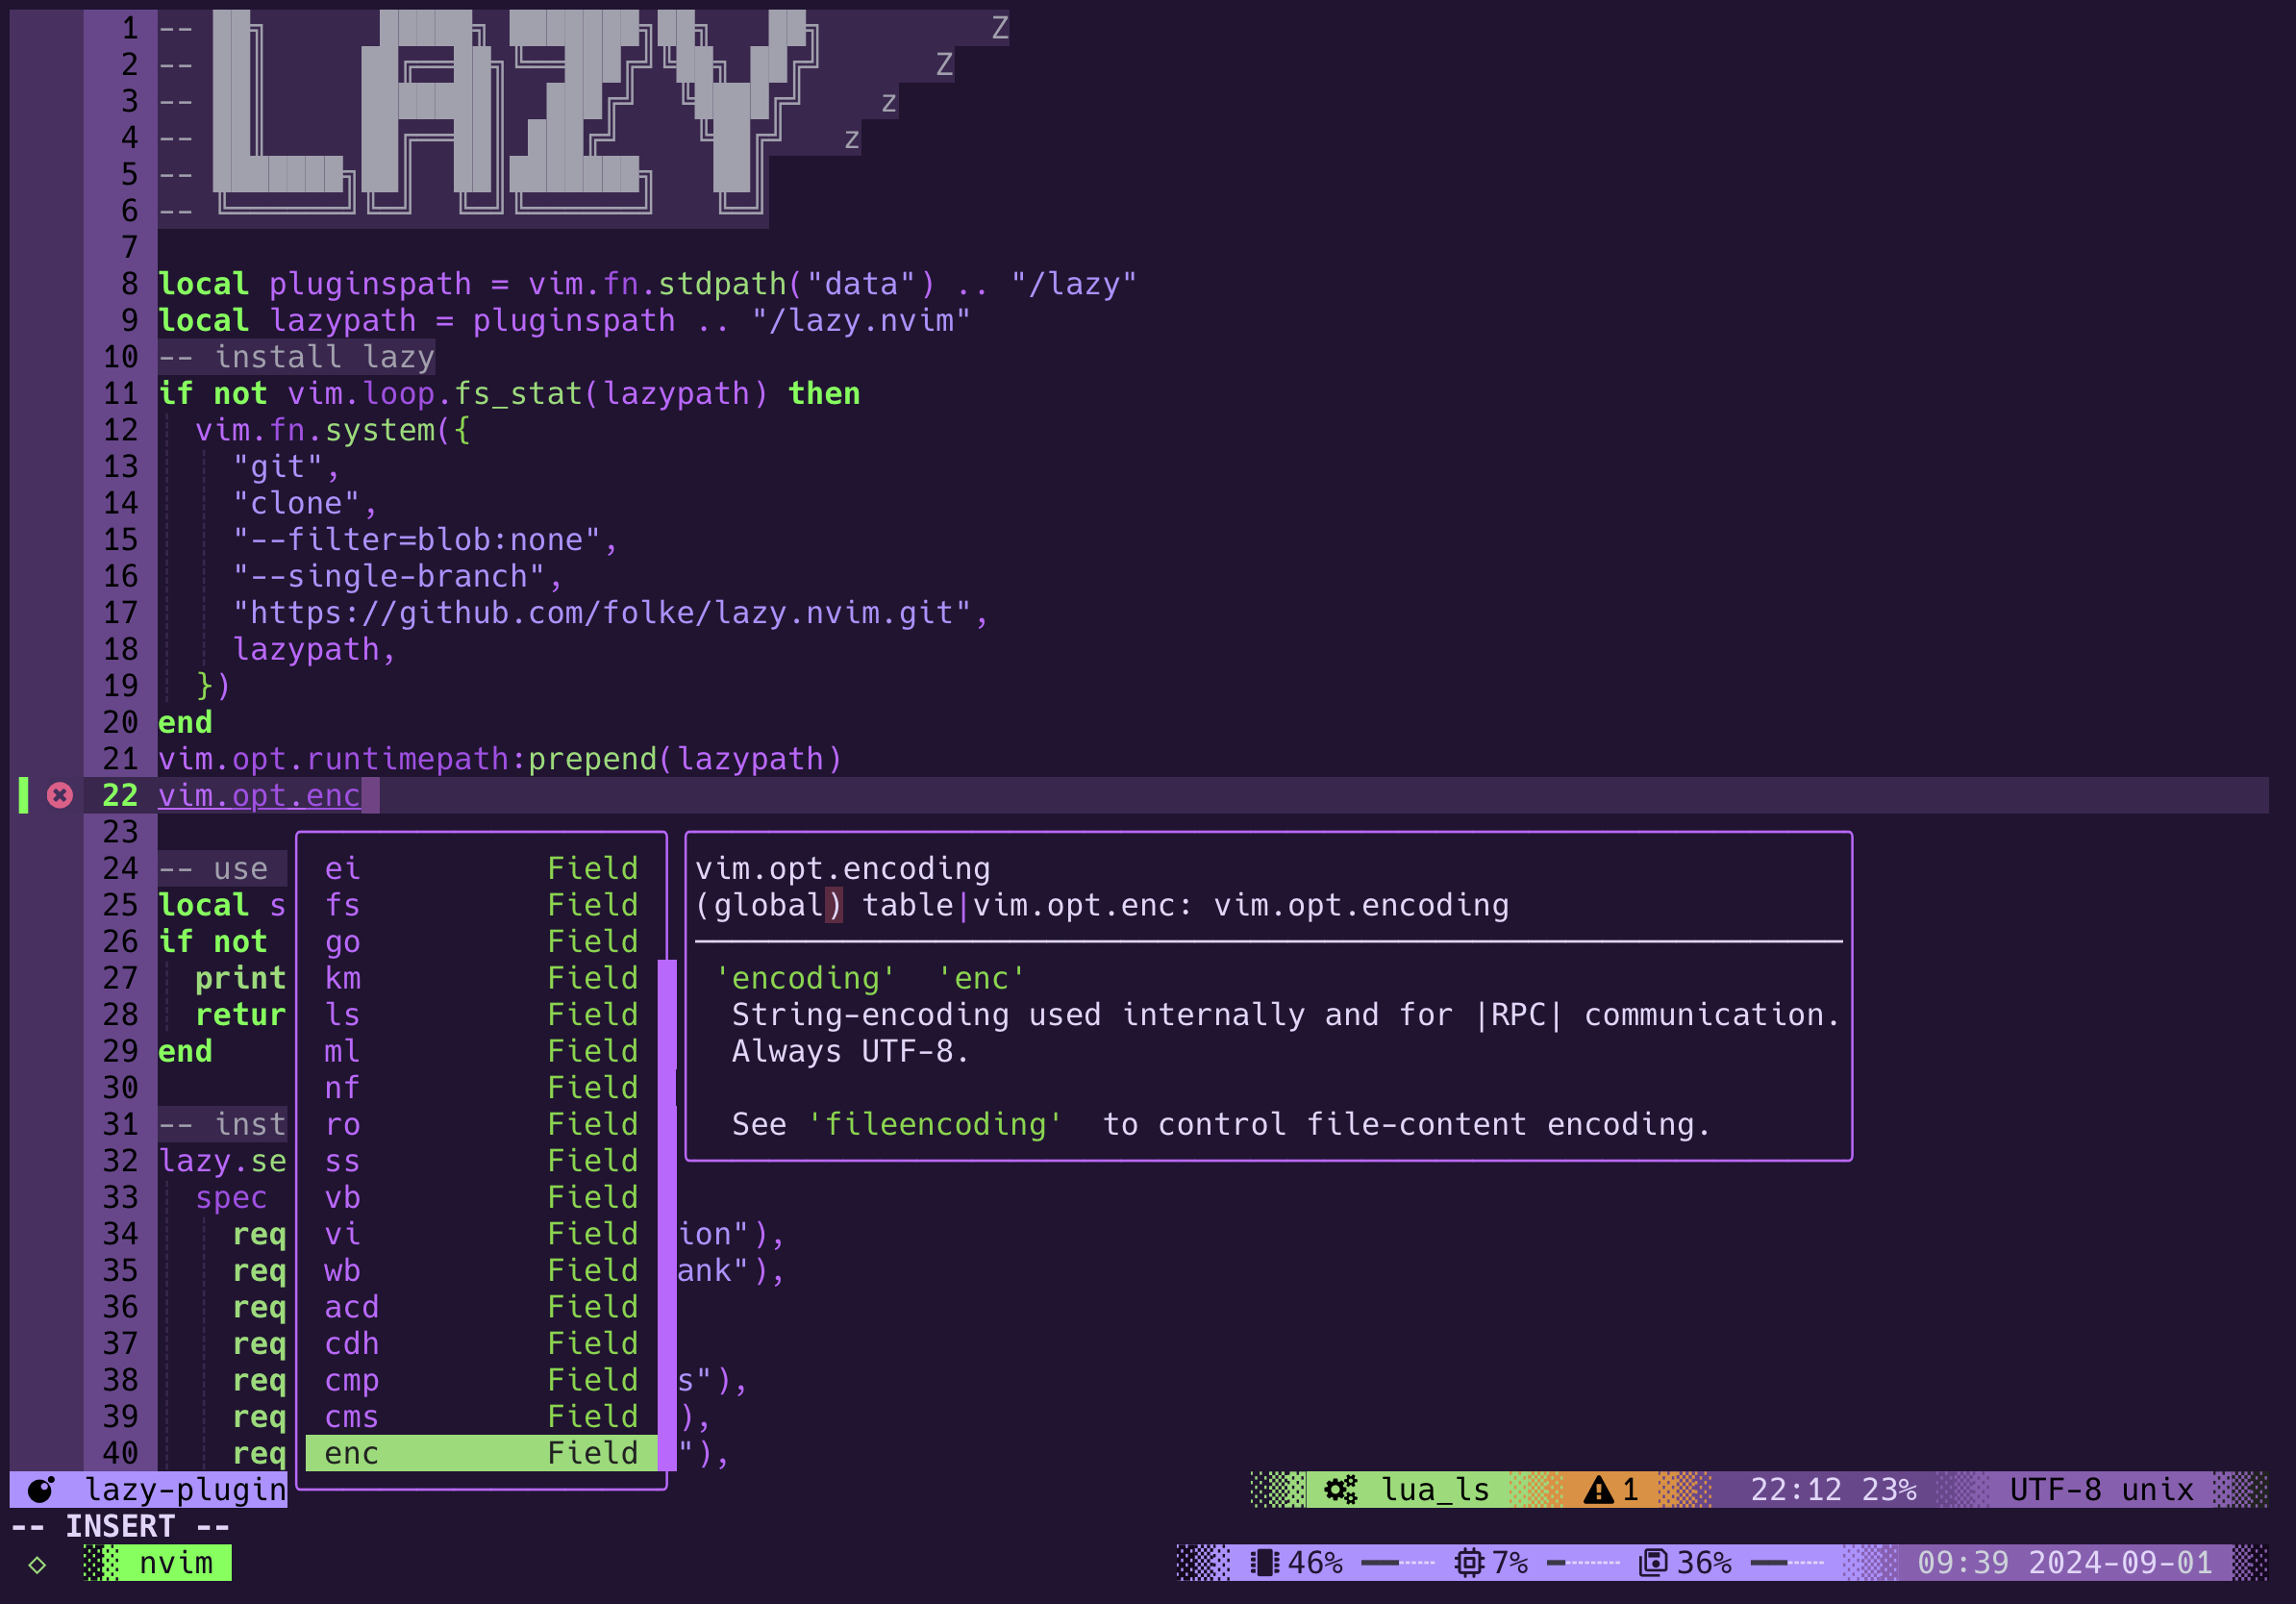 1 -- ██╗      █████╗ ███████╗██╗   ██╗         Z
2 -- ██║     ██╔══██╗╚══███╔╝╚██╗ ██╔╝      Z
3 -- ██║     ███████║  ███╔╝  ╚████╔╝    z
4 -- ██║     ██╔══██║ ███╔╝    ╚██╔╝   z
5 -- ███████╗██║  ██║███████╗   ██║
6 -- ╚══════╝╚═╝  ╚═╝╚══════╝   ╚═╝
7
8 local pluginspath = vim.fn.stdpath("data") .. "/lazy"
9 local lazypath = pluginspath .. "/lazy.nvim"
10 -- install lazy
11 if not vim.loop.fs_stat(lazypath) then
12 vim.fn.system({
13 "git",
14 "clone",
15 "--filter=blob:none",
16 "--single-branch",
17 "https://github.com/folke/lazy.nvim.git",
18 lazypath,
19 })
20 end
21 vim.opt.runtimepath:prepend(lazypath)
22 vim.opt.enc
23
24 -- use ei Field vim.opt.encoding
25 local s fs Field (global) table|vim.opt.enc: vim.opt.encoding
26 if not go Field
27 print km Field 'encoding' 'enc'
28 retur ls Field String-encoding used internally and for |RPC| communication.
29 end ml Field Always UTF-8.
30 nf Field
31 -- inst ro Field See 'fileencoding' to control file-content encoding.
32 lazy.se ss Field
33 spec vb Field
34 req vi Field ion"),
35 req wb Field ank"),
36 req acd Field
37 req cdh Field
38 req cmp Field s"),
39 req cms Field ),
40 req enc Field "),
lazy-plugin lua_ls 1 22:12 23% UTF-8 unix
-- INSERT --
nvim 46% 7% 36% 09:39 2024-09-01